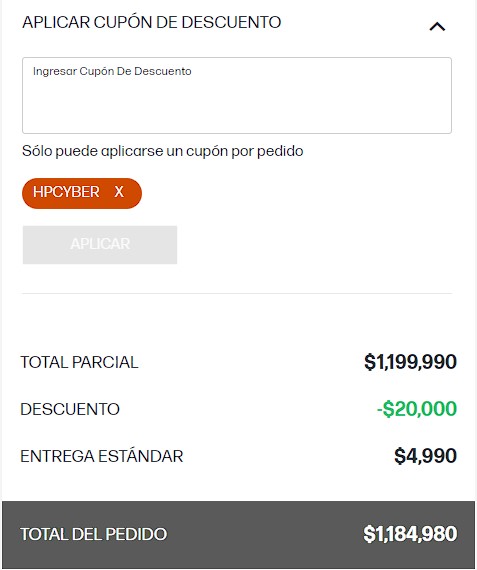 APLICAR CUPÓN DE DESCUENTO
Ingresar Cupón De Descuento
Sólo puede aplicarse un cupón por pedido
HPCYBER X
APLICAR
TOTAL PARCIAL $1,199,990
DESCUENTO -$20,000
ENTREGA ESTÁNDAR $4,990
TOTAL DEL PEDIDO $1,184,980